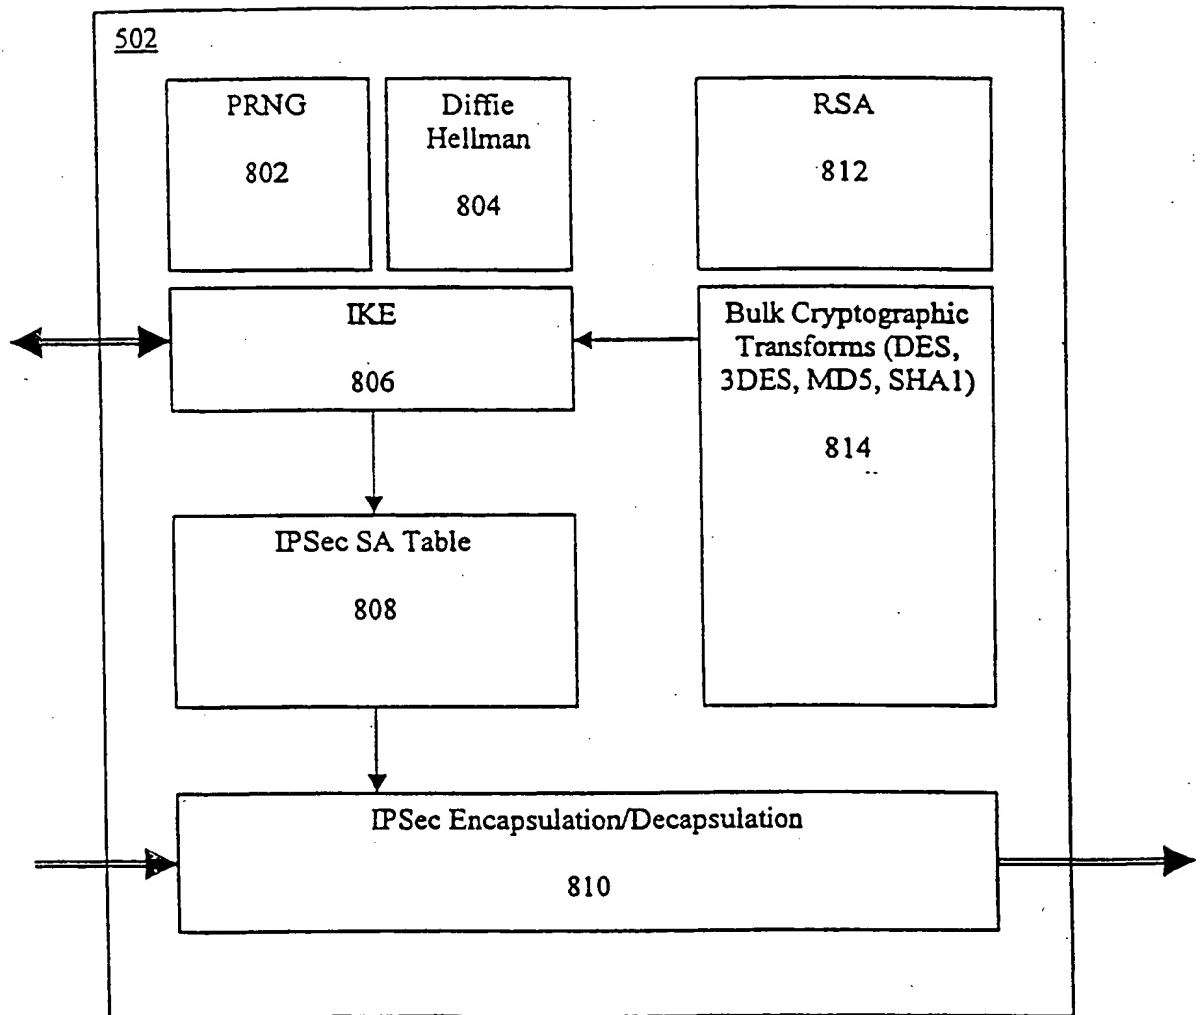 502
PRNG
802
Diffie
Hellman
804
RSA
812
IKE
806
Bulk Cryptographic
Transforms (DES,
3DES, MD5, SHA1)
814
IPSec SA Table
808
IPSec Encapsulation/Decapsulation
810